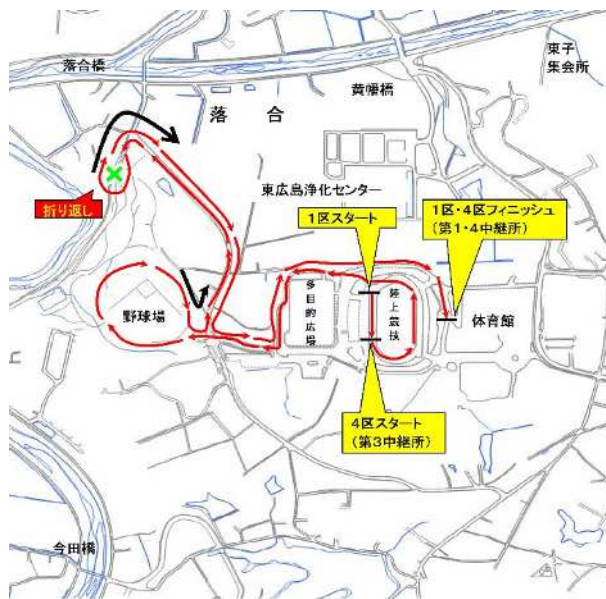 落合橋
東子
集会所
黄幡橋
落合
東広島浄化センター
折り返し
1区スタート
1区・4区フィニッシュ
(第1・4中継所)
野球場
多目的広場
陸上競技
体育館
4区スタート
(第3中継所)
今田橋